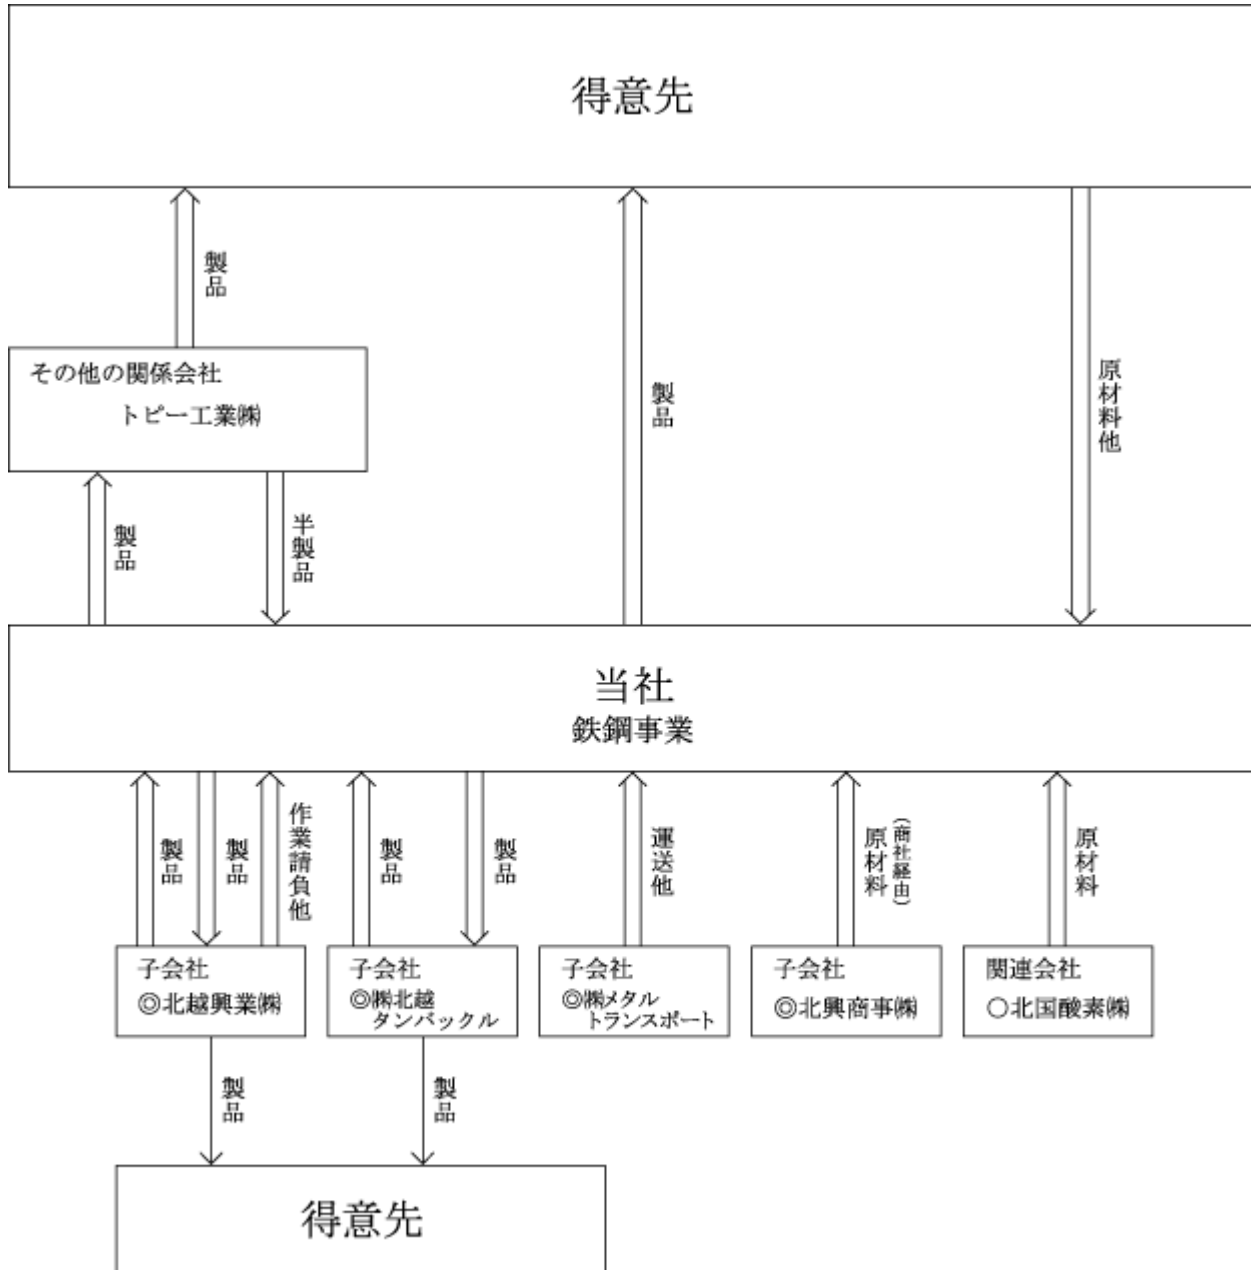 得意先
製品
その他の関係会社
トピー工業㈱
製品
原材料他
製品
半製品
当社
鉄鋼事業
製品
製品
作業請負他
製品
製品
運送他
原材料
(商社経由)
原材料
子会社
◎北越興業㈱
子会社
◎㈱北越
タンバックル
子会社
◎㈱メタル
トランスポート
子会社
◎北興商事㈱
関連会社
○北国酸素㈱
製品
製品
得意先